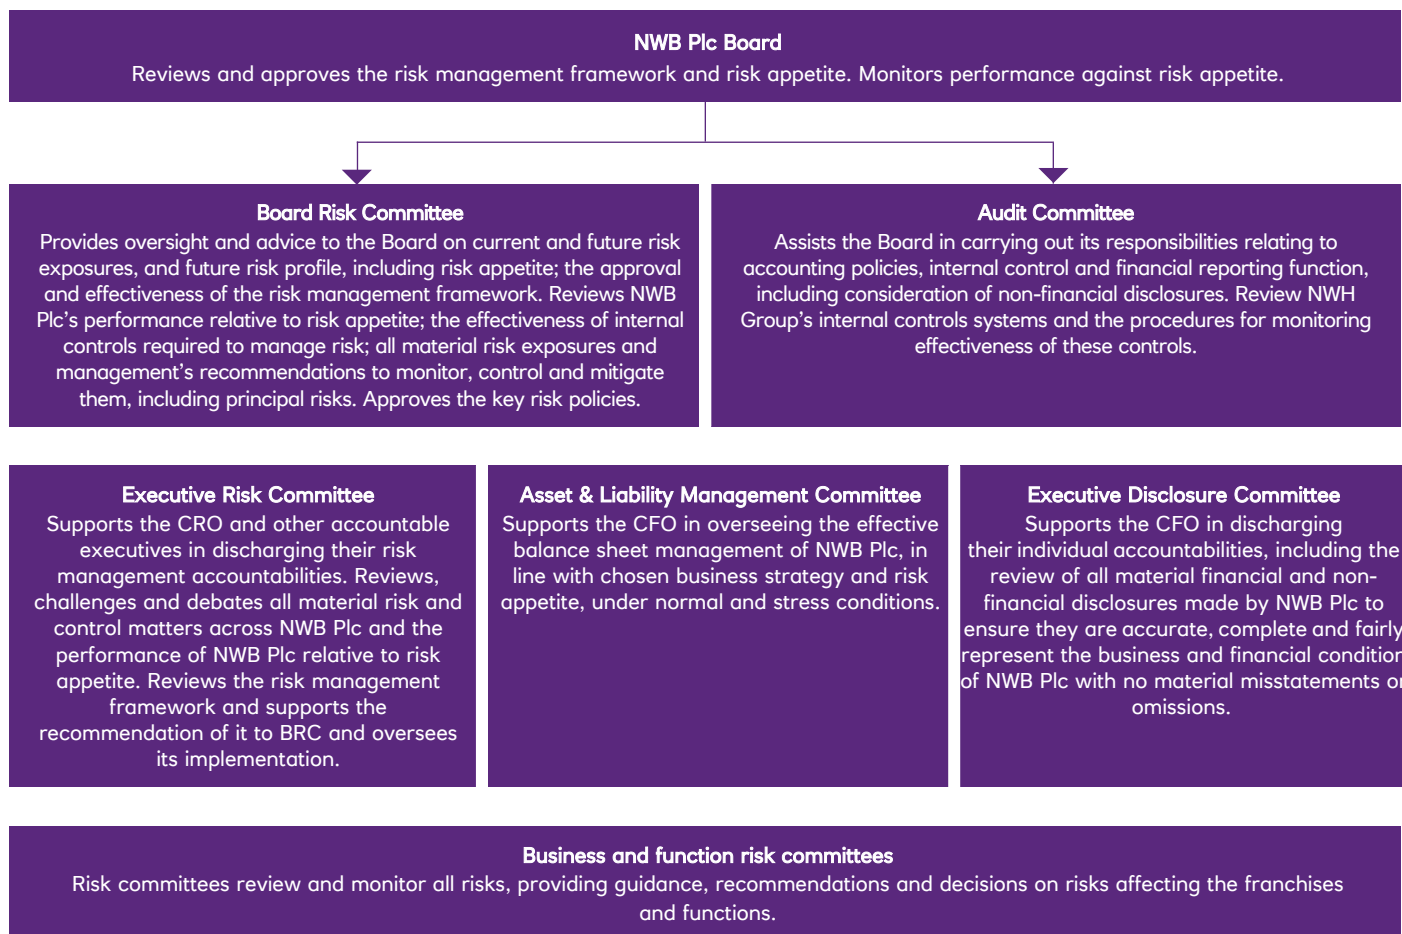 NWB Plc Board
Reviews and approves the risk management framework and risk appetite. Monitors performance against risk appetite.
Board Risk Committee
Provides oversight and advice to the Board on current and future risk
exposures, and future risk profile, including risk appetite; the approval
and effectiveness of the risk management framework. Reviews NWB
Plc's performance relative to risk appetite; the effectiveness of internal
controls required to manage risk; all material risk exposures and
management's recommendations to monitor, control and mitigate
them, including principal risks. Approves the key risk policies.
Audit Committee
Assists the Board in carrying out its responsibilities relating to
accounting policies, internal control and financial reporting function,
including consideration of non-financial disclosures. Review NWH
Group's internal controls systems and the procedures for monitoring
effectiveness of these controls.
Executive Risk Committee
Supports the CRO and other accountable
executives in discharging their risk
management accountabilities. Reviews,
challenges and debates all material risk and
control matters across NWB Plc and the
performance of NWB Plc relative to risk
appetite. Reviews the risk management
framework and supports the
recommendation of it to BRC and oversees
its implementation.
Asset & Liability Management Committee
Supports the CFO in overseeing the effective
balance sheet management of NWB Plc, in
line with chosen business strategy and risk
appetite, under normal and stress conditions.
Executive Disclosure Committee
Supports the CFO in discharging
their individual accountabilities, including the
review of all material financial and non-
financial disclosures made by NWB Plc to
ensure they are accurate, complete and fairly
represent the business and financial condition
of NWB Plc with no material misstatements or
omissions.
Business and function risk committees
Risk committees review and monitor all risks, providing guidance, recommendations and decisions on risks affecting the franchises
and functions.